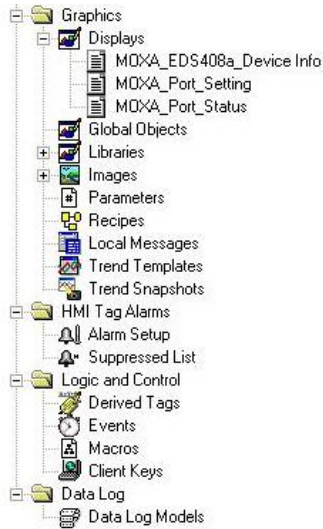 Graphics
Displays
MOXA_EDS408a_Device Info
MOXA_Port_Setting
MOXA_Port_Status
Global Objects
Libraries
Images
Parameters
Recipes
Local Messages
Trend Templates
Trend Snapshots
HMI Tag Alarms
Alarm Setup
Suppressed List
Logic and Control
Derived Tags
Events
Macros
Client Keys
Data Log
Data Log Models